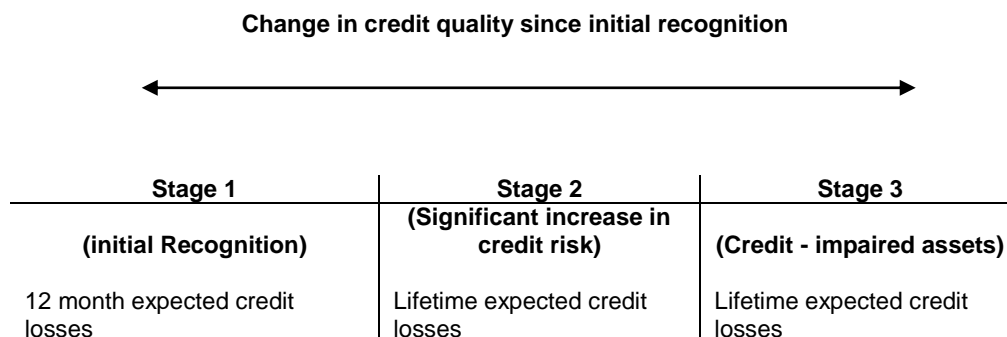 Change in credit quality since initial recognition
Stage 1
Stage 2
Stage 3
(initial Recognition)
(Significant increase in
credit risk)
(Credit - impaired assets)
12 month expected credit
losses
Lifetime expected credit
losses
Lifetime expected credit
losses